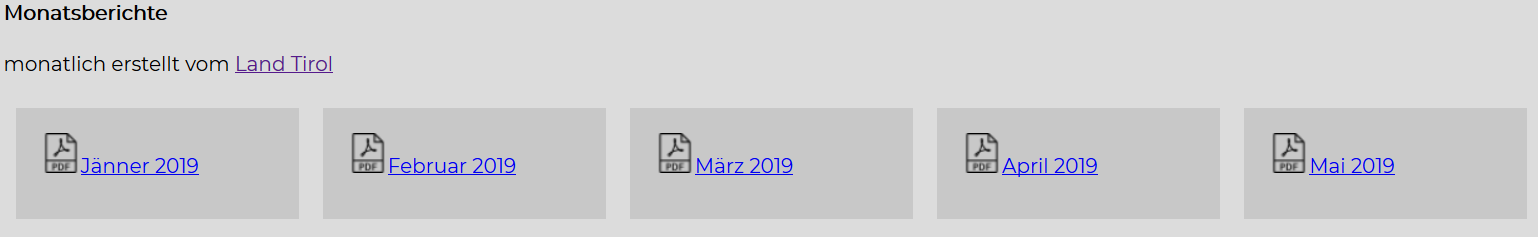 Monatsberichte
monatlich erstellt vom Land Tirol
PDF Jänner 2019
PDF Februar 2019
PDF März 2019
PDF April 2019
PDF Mai 2019